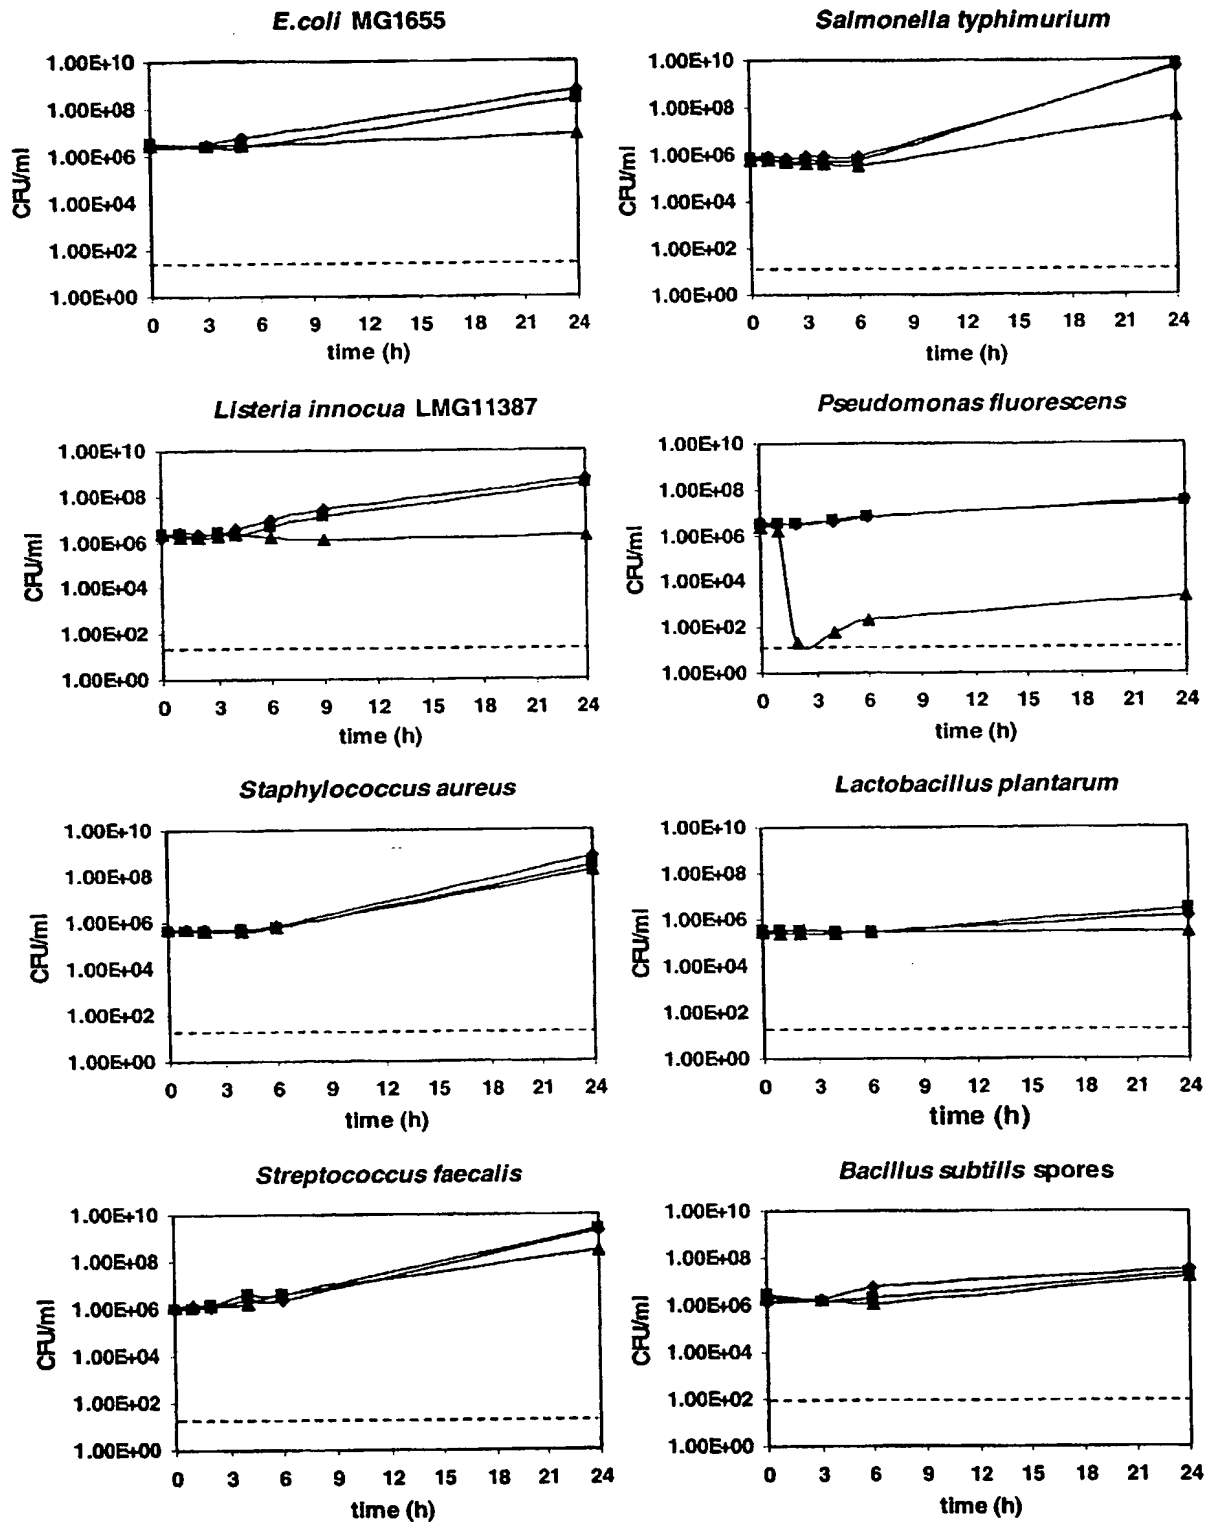 E.coli MG1655
1.00E+10
1.00E+08
1.00E+06
1.00E+04
1.00E+02
1.00E+00
CFU/ml
0 3 6 9 12 15 18 21 24
time (h)
Salmonella typhimurium
1.00E+10
1.00E+08
1.00E+06
1.00E+04
1.00E+02
1.00E+00
CFU/ml
0 3 6 9 12 15 18 21 24
time (h)
Listeria innocua LMG11387
1.00E+10
1.00E+08
1.00E+06
1.00E+04
1.00E+02
1.00E+00
CFU/ml
0 3 6 9 12 15 18 21 24
time (h)
Pseudomonas fluorescens
1.00E+10
1.00E+08
1.00E+06
1.00E+04
1.00E+02
1.00E+00
CFU/ml
0 3 6 9 12 15 18 21 24
time (h)
Staphylococcus aureus
1.00E+10
1.00E+08
1.00E+06
1.00E+04
1.00E+02
1.00E+00
CFU/ml
0 3 6 9 12 15 18 21 24
time (h)
Lactobacillus plantarum
1.00E+10
1.00E+08
1.00E+06
1.00E+04
1.00E+02
1.00E+00
CFU/ml
0 3 6 9 12 15 18 21 24
time (h)
Streptococcus faecalis
1.00E+10
1.00E+08
1.00E+06
1.00E+04
1.00E+02
1.00E+00
CFU/ml
0 3 6 9 12 15 18 21 24
time (h)
Bacillus subtilis spores
1.00E+10
1.00E+08
1.00E+06
1.00E+04
1.00E+02
1.00E+00
CFU/ml
0 3 6 9 12 15 18 21 24
time (h)